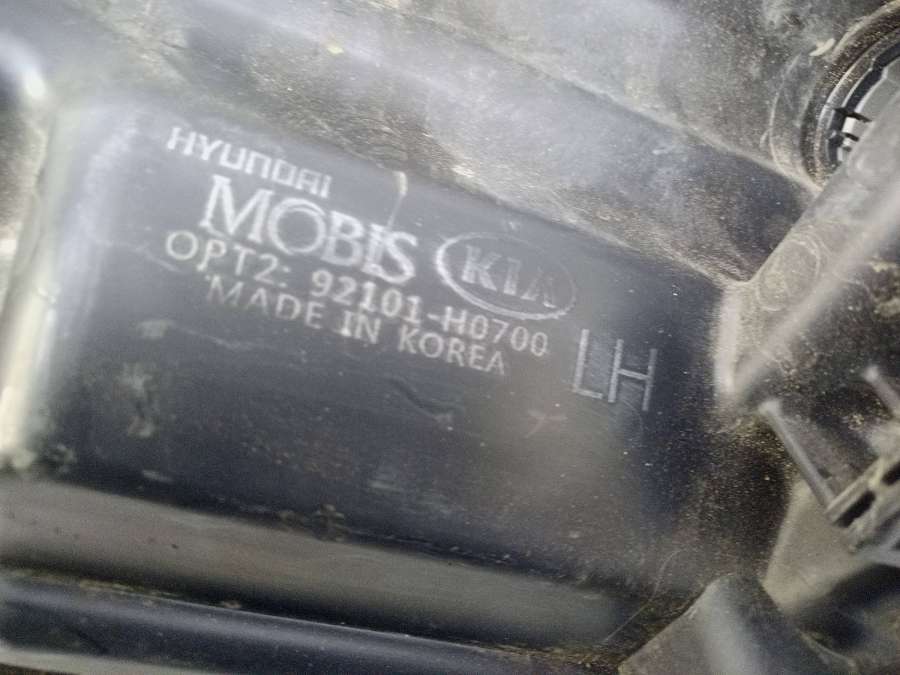 HYUNDAI
MOBIS KIA
OPT2: 92101-H0700
MADE IN KOREA
LH